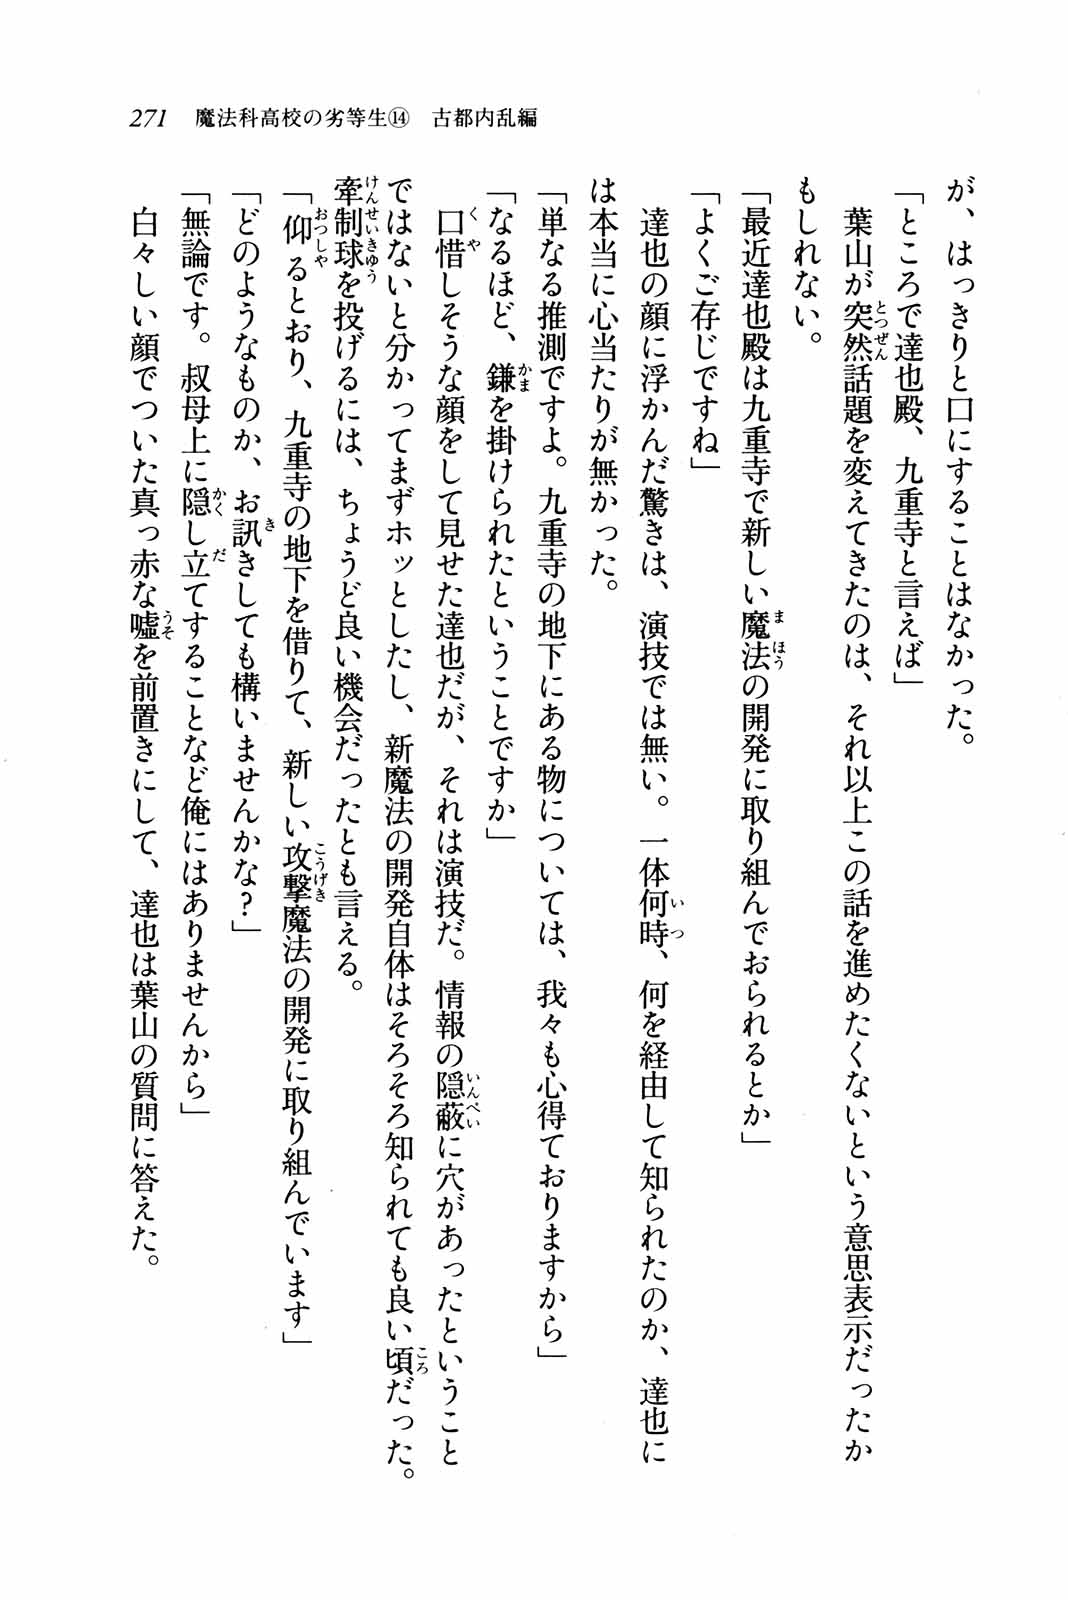 271　魔法科高校の劣等生⑭　古都内乱編
が、はっきりと口にすることはなかった。
「ところで達也殿、九重寺と言えば」
　葉山が突然話題を変えてきたのは、それ以上この話を進めたくないという意思表示だったか
もしれない。
「最近達也殿は九重寺で新しい魔法の開発に取り組んでおられるとか」
「よくご存じですね」
　達也の顔に浮かんだ驚きは、演技では無い。一体何時、何を経由して知られたのか、達也に
は本当に心当たりが無かった。
「単なる推測ですよ。九重寺の地下にある物については、我々も心得ておりますから」
「なるほど、鎌を掛けられたということですか」
　口惜しそうな顔をして見せた達也だが、それは演技だ。情報の隠蔽に穴があったということ
ではないと分かってまずホッとしたし、新魔法の開発自体はそろそろ知られても良い頃だった。
牽制球を投げるには、ちょうど良い機会だったとも言える。
「仰るとおり、九重寺の地下を借りて、新しい攻撃魔法の開発に取り組んでいます」
「どのようなものか、お訊きしても構いませんかな？」
「無論です。叔母上に隠し立てすることなど俺にはありませんから」
　白々しい顔でついた真っ赤な嘘を前置きにして、達也は葉山の質問に答えた。